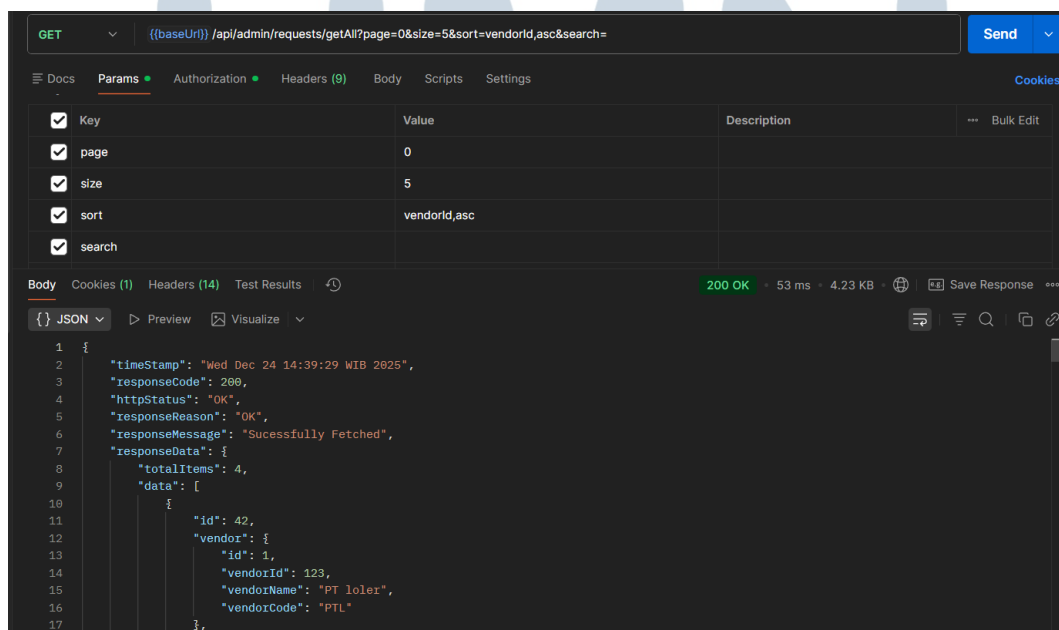 GET {{baseUrl}} /api/admin/requests/getAll?page=0&size=5&sort=vendorId,asc&search= Send
Docs Params Authorization Headers (9) Body Scripts Settings Cookies
Key Value Description Bulk Edit
page 0
size 5
sort vendorId,asc
search
Body Cookies (1) Headers (14) Test Results 200 OK 53 ms 4.23 KB e.g. Save Response
{} JSON Preview Visualize
1 {
2 "timeStamp": "Wed Dec 24 14:39:29 WIB 2025",
3 "responseCode": 200,
4 "httpStatus": "OK",
5 "responseReason": "OK",
6 "responseMessage": "Sucessfully Fetched",
7 "responseData": {
8 "totalItems": 4,
9 "data": [
10 {
11 "id": 42,
12 "vendor": {
13 "id": 1,
14 "vendorId": 123,
15 "vendorName": "PT loler",
16 "vendorCode": "PTL"
17 },